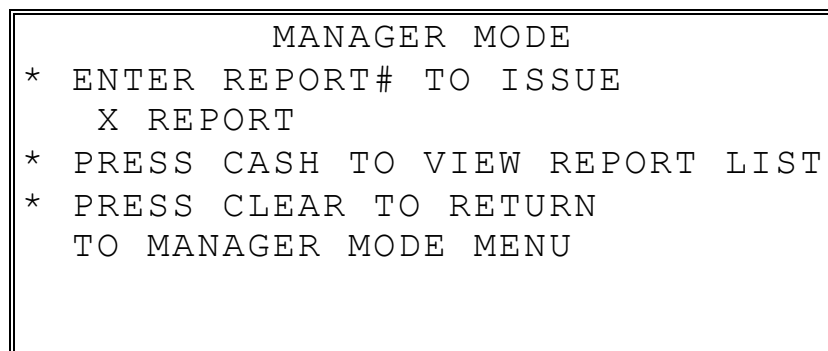 MANAGER MODE
* ENTER REPORT# TO ISSUE
X REPORT
* PRESS CASH TO VIEW REPORT LIST
* PRESS CLEAR TO RETURN
TO MANAGER MODE MENU